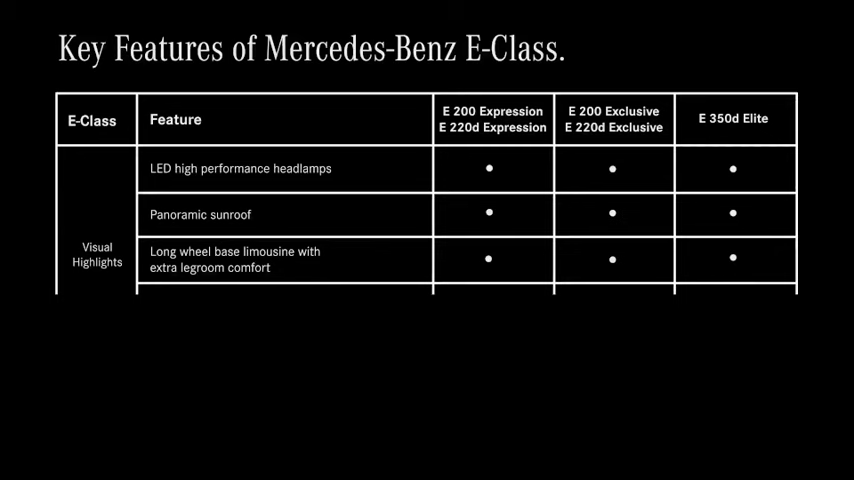 Key Features of Mercedes-Benz E-Class.
E-Class
Feature
E 200 Expression
E 220d Expression
E 200 Exclusive
E 220d Exclusive
E 350d Elite
LED high performance headlamps
Panoramic sunroof
Visual
Highlights
Long wheel base limousine with
extra legroom comfort